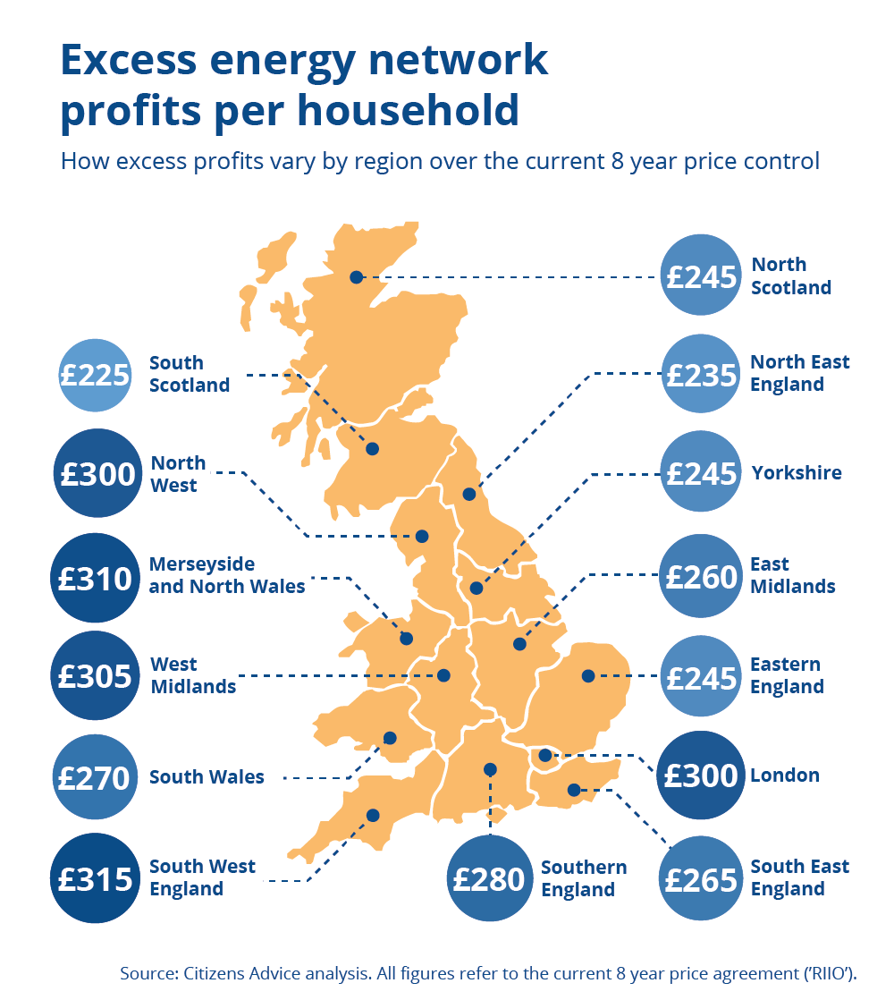 Excess energy network
profits per household
How excess profits vary by region over the current 8 year price control
£245
North
Scotland
£225
South
Scotland
£235
North East
England
£300
North
West
£245
Yorkshire
£310
Merseyside
and North Wales
£260
East
Midlands
£305
West
Midlands
£245
Eastern
England
£270
South Wales
£300
London
£315
South West
England
£280
Southern
England
£265
South East
England
Source: Citizens Advice analysis. All figures refer to the current 8 year price agreement (’RIIO’).